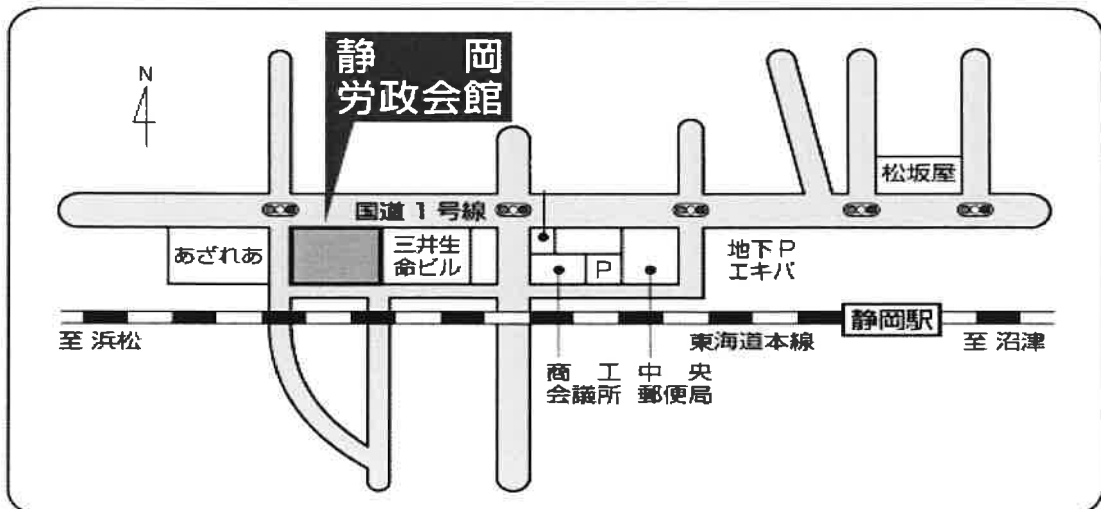 静 岡
労政会館
N
松坂屋
国道1号線
あざれあ
三井生
命ビル
P
地下P
エキパ
静岡駅
至 浜松
東海道本線
至 沼津
商 工
会議所
中 央
郵便局